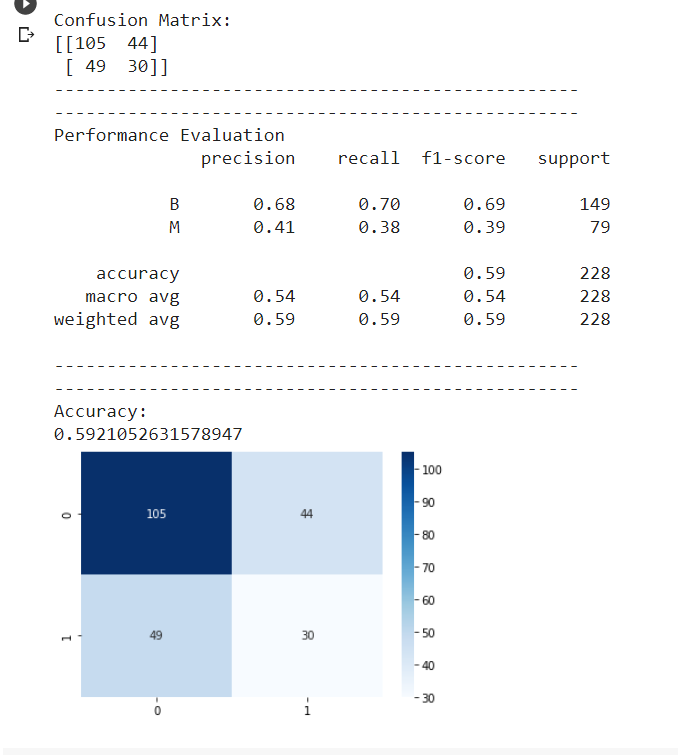 Confusion Matrix:
[[105  44]
 [ 49  30]]
--------------------------------------------------
--------------------------------------------------
Performance Evaluation
              precision    recall  f1-score   support

           B       0.68      0.70      0.69       149
           M       0.41      0.38      0.39        79

    accuracy                           0.59       228
   macro avg       0.54      0.54      0.54       228
weighted avg       0.59      0.59      0.59       228

--------------------------------------------------
--------------------------------------------------
Accuracy:
0.5921052631578947
100
0 105 44
90
80
70
60
1 49 30
50
40
30
0 1